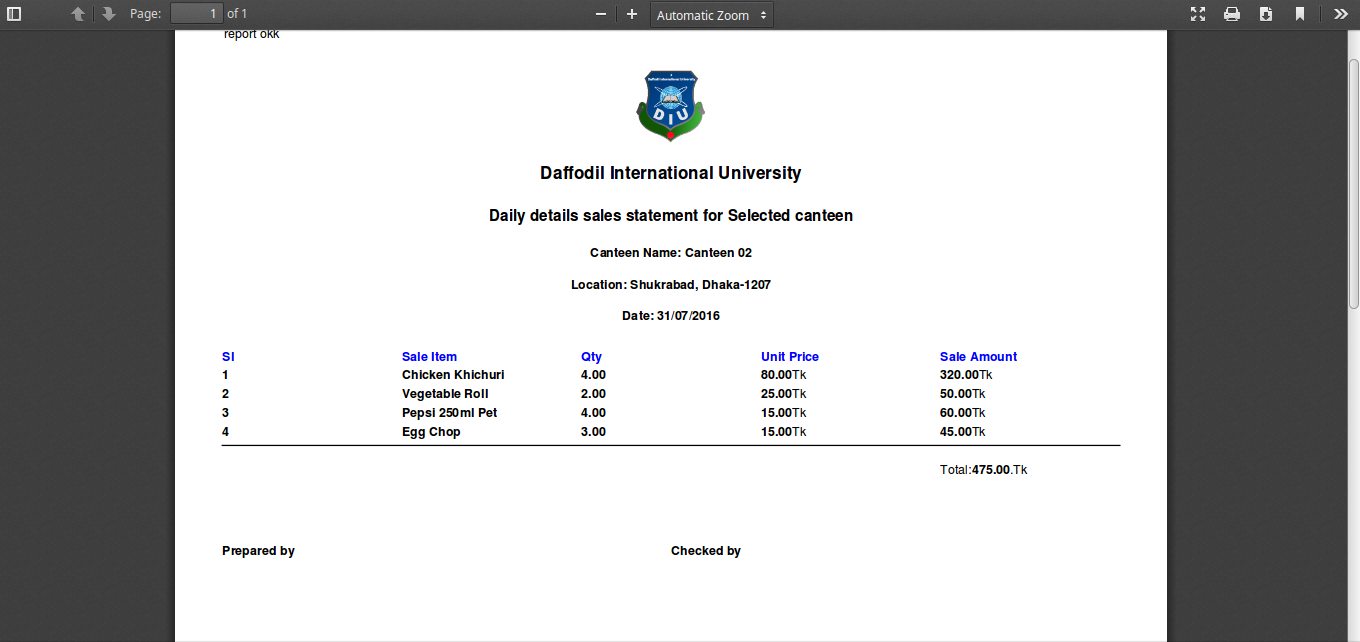 Page: 1 of 1 Automatic Zoom
report okk
Daffodil International University
DIU
Daffodil International University
Daily details sales statement for Selected canteen
Canteen Name: Canteen 02
Location: Shukrabad, Dhaka-1207
Date: 31/07/2016
Sl Sale Item Qty Unit Price Sale Amount
1 Chicken Khichuri 4.00 80.00Tk 320.00Tk
2 Vegetable Roll 2.00 25.00Tk 50.00Tk
3 Pepsi 250ml Pet 4.00 15.00Tk 60.00Tk
4 Egg Chop 3.00 15.00Tk 45.00Tk
Total:475.00.Tk
Prepared by Checked by